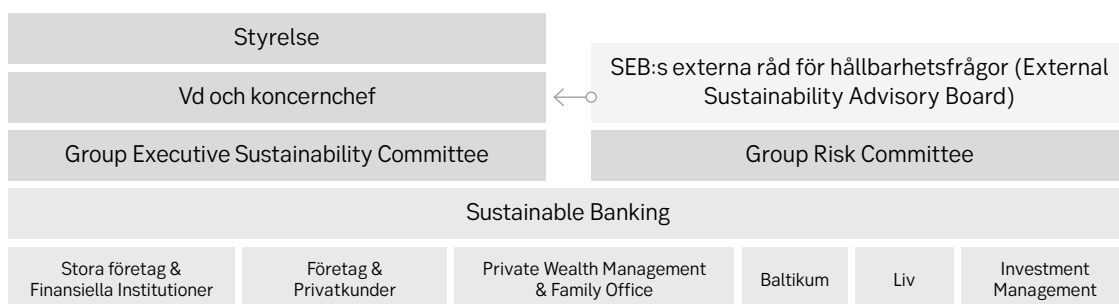 Styrelse
SEB:s externa råd för hållbarhetsfrågor (External
Sustainability Advisory Board)
Vd och koncernchef
Group Executive Sustainability Committee
Group Risk Committee
Sustainable Banking
Stora företag &
Finansiella Institutioner
Företag &
Privatkunder
Private Wealth Management
& Family Office
Baltikum
Liv
Investment
Management